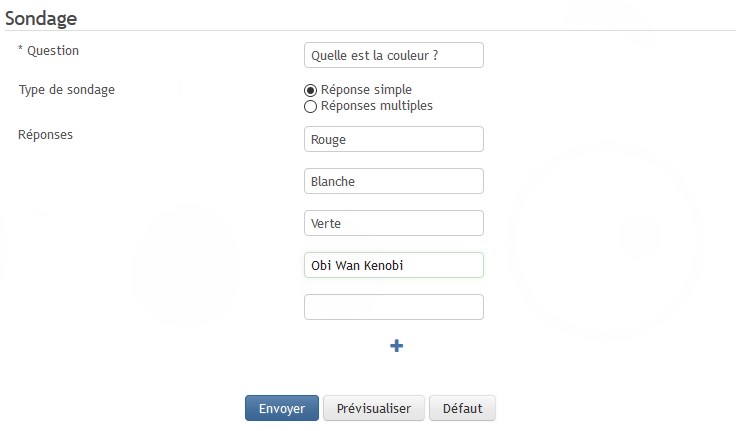 Sondage
* Question
Quelle est la couleur ?
Type de sondage
Réponse simple
Réponses multiples
Réponses
Rouge
Blanche
Verte
Obi Wan Kenobi
Envoyer Prévisualiser Défaut